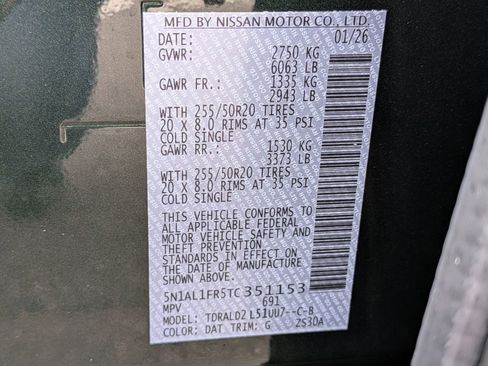 MFD BY NISSAN MOTOR CO., LTD.
DATE: 01/26
GVWR: 2750 KG
6063 LB
GAWR FR.: 1335 KG
2943 LB
WITH 255/50R20 TIRES
20 X 8.0 RIMS AT 35 PSI
COLD SINGLE
GAWR RR.: 1530 KG
3373 LB
WITH 255/50R20 TIRES
20 X 8.0 RIMS AT 35 PSI
COLD SINGLE
THIS VEHICLE CONFORMS TO
ALL APPLICABLE FEDERAL
MOTOR VEHICLE SAFETY AND
THEFT PREVENTION
STANDARDS IN EFFECT ON
THE DATE OF MANUFACTURE
SHOWN ABOVE.
5N1AL1FR5TC351153
MPV 691
MODEL: TDRALD2 L51UU7--C-B
COLOR: DAT TRIM: G 2S30A